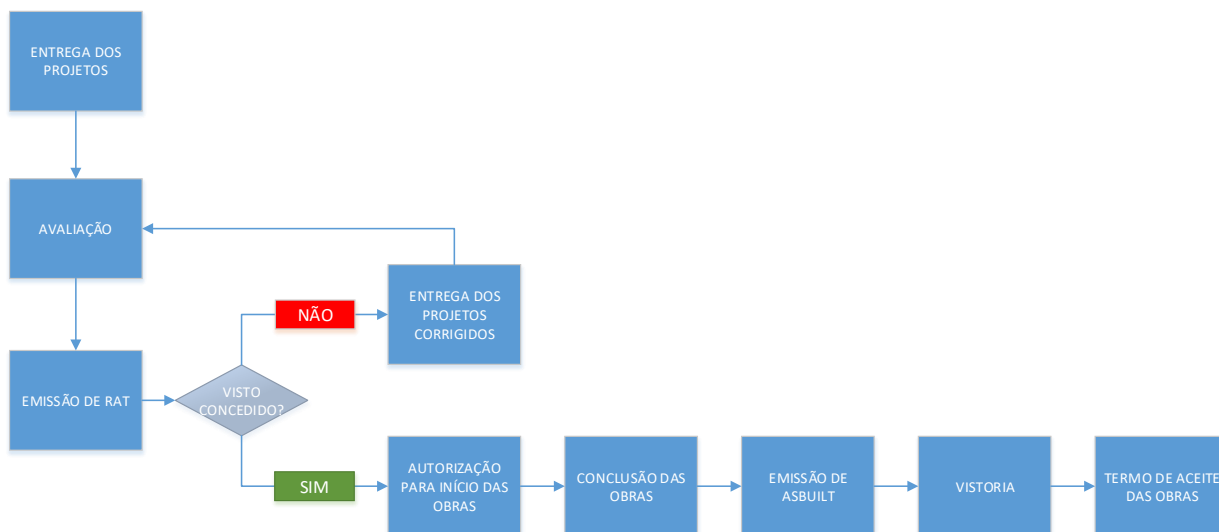 ENTREGA DOS
PROJETOS
AVALIAÇÃO
ENTREGA DOS
PROJETOS
CORRIGIDOS
NÃO
EMISSÃO DE RAT
VISTO
CONCEDIDO?
SIM
AUTORIZAÇÃO
PARA INÍCIO DAS
OBRAS
CONCLUSÃO DAS
OBRAS
EMISSÃO DE
ASBUILT
VISTORIA
TERMO DE ACEITE
DAS OBRAS